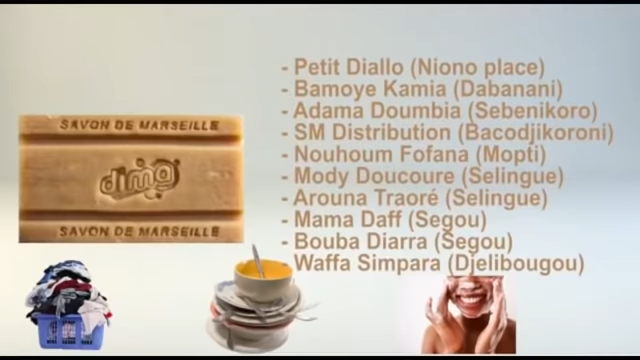 SAVON DE MARSEILLE
dima
SAVON DE MARSEILLE
- Petit Diallo (Niono place)
- Bamoye Kamia (Dabanani)
- Adama Doumbia (Sebenikoro)
- SM Distribution (Bacodjikoroni)
- Nouhoum Fofana (Mopti)
- Mody Doucoure (Selingue)
- Arouna Traoré (Selingue)
- Mama Daff (Segou)
- Bouba Diarra (Segou)
Waffa Simpara (Djelibougou)